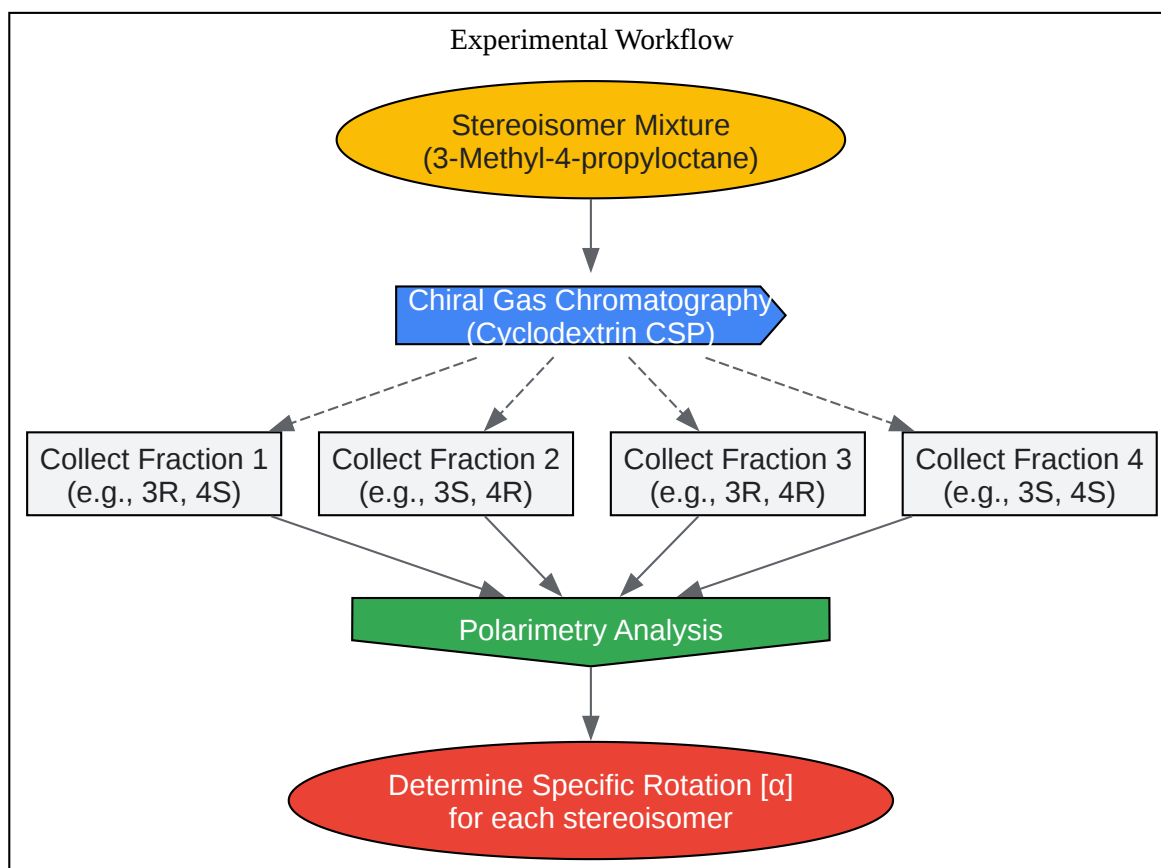 Experimental Workflow
Stereoisomer Mixture
(3-Methyl-4-propyloctane)
Chiral Gas Chromatography
(Cyclodextrin CSP)
Collect Fraction 1
(e.g., 3R, 4S)
Collect Fraction 2
(e.g., 3S, 4R)
Collect Fraction 3
(e.g., 3R, 4R)
Collect Fraction 4
(e.g., 3S, 4S)
Polarimetry Analysis
Determine Specific Rotation [α]
for each stereoisomer